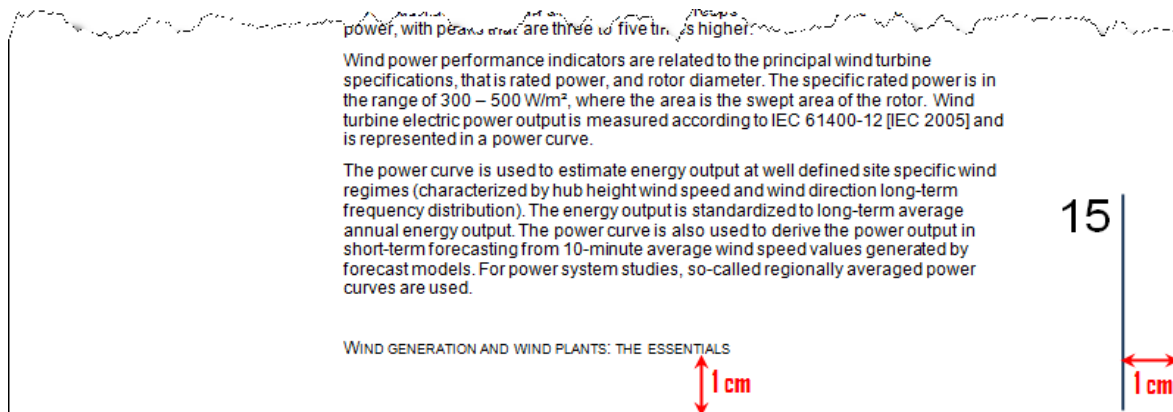 power, with peaks that are three to five times higher.
Wind power performance indicators are related to the principal wind turbine
specifications, that is rated power, and rotor diameter. The specific rated power is in
the range of 300 – 500 W/m², where the area is the swept area of the rotor. Wind
turbine electric power output is measured according to IEC 61400-12 [IEC 2005] and
is represented in a power curve.
The power curve is used to estimate energy output at well defined site specific wind
regimes (characterized by hub height wind speed and wind direction long-term
frequency distribution). The energy output is standardized to long-term average
annual energy output. The power curve is also used to derive the power output in
short-term forecasting from 10-minute average wind speed values generated by
forecast models. For power system studies, so-called regionally averaged power
curves are used.
15
WIND GENERATION AND WIND PLANTS: THE ESSENTIALS
1 cm
1 cm